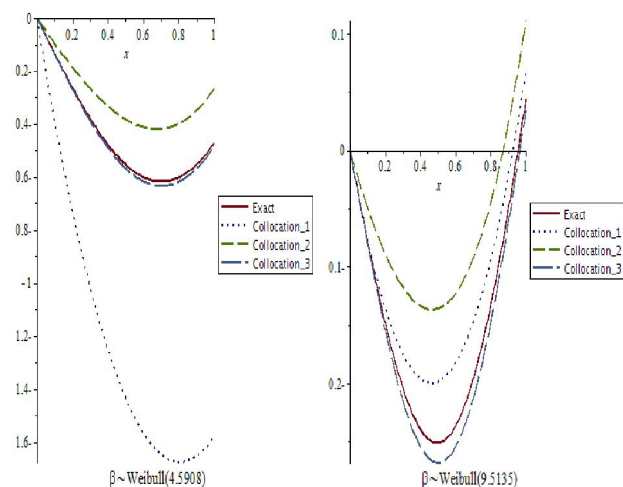 0
0.2 0.4 0.6 0.8 1
x
0.2-
0.4-
0.6-
0.8-
-1
1.2-
1.4-
1.6-
Exact
Collocation_1
Collocation_2
Collocation_3
β~Weibull(4.5908)
0.1
0
0.2 0.4 0.6 0.8 1
x
0.1-
0.2-
Exact
Collocation_1
Collocation_2
Collocation_3
β~Weibull(9.5135)